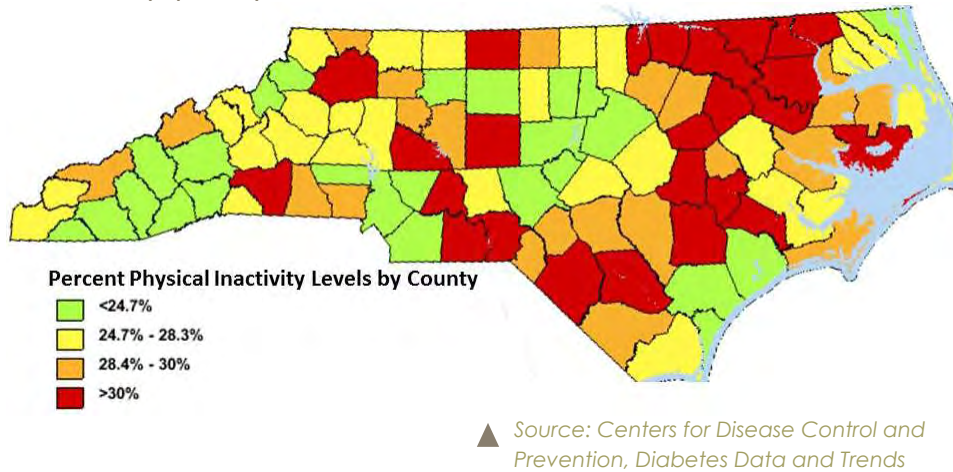 Percent Physical Inactivity Levels by County
<24.7%
24.7% - 28.3%
28.4% - 30%
>30%
Source: Centers for Disease Control and
Prevention, Diabetes Data and Trends